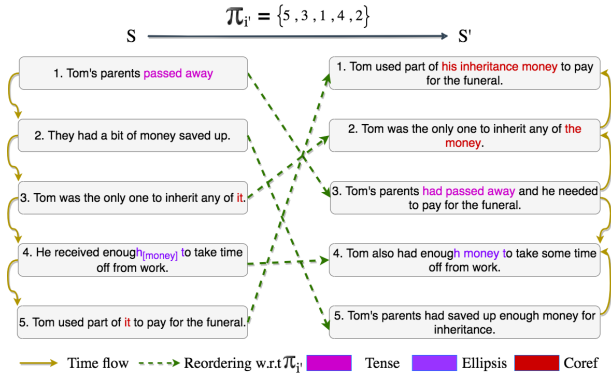 πi' = {5 , 3 , 1 , 4 , 2}
S S'
1. Tom's parents passed away
2. They had a bit of money saved up.
3. Tom was the only one to inherit any of it.
4. He received enough[money] t to take time
off from work.
5. Tom used part of it to pay for the funeral.
1. Tom used part of his inheritance money to pay
for the funeral.
2. Tom was the only one to inherit any of the
money.
3. Tom's parents had passed away and he needed
to pay for the funeral.
4. Tom also had enough money to take some time
off from work.
5. Tom's parents had saved up enough money for
inheritance.
Time flow Reordering w.r.t πi' Tense Ellipsis Coref